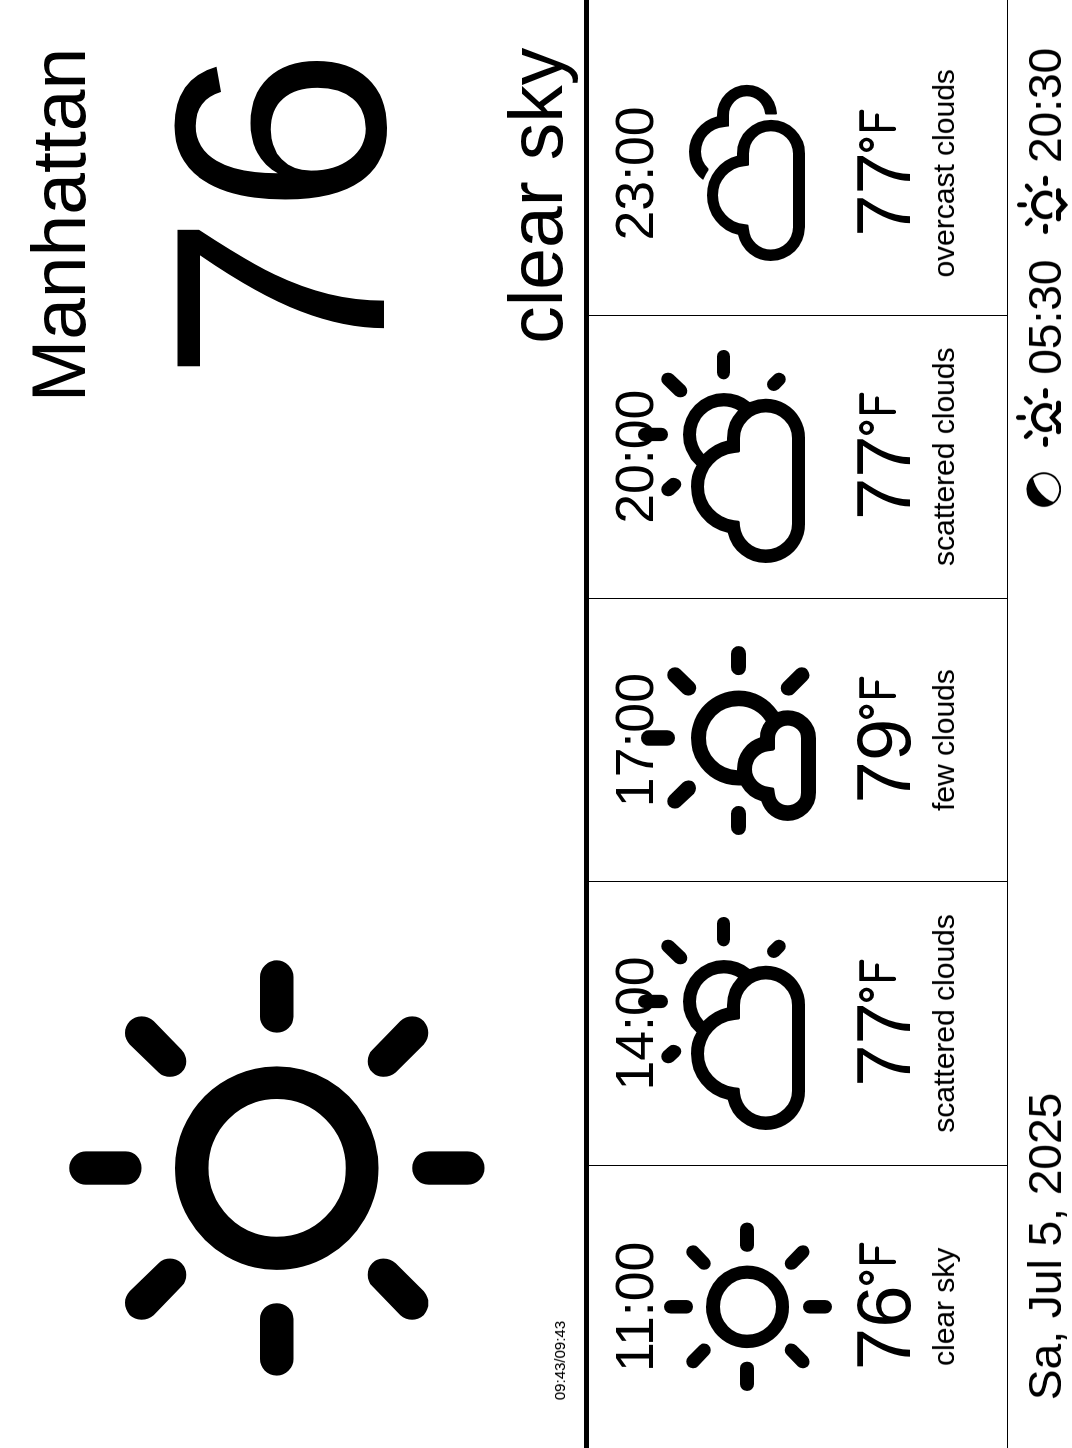 Manhattan
76
clear sky
09:43/09:43
11:00
76°F
clear sky
14:00
77°F
scattered clouds
17:00
79°F
few clouds
20:00
77°F
scattered clouds
23:00
77°F
overcast clouds
Sa, Jul 5, 2025
05:30
20:30